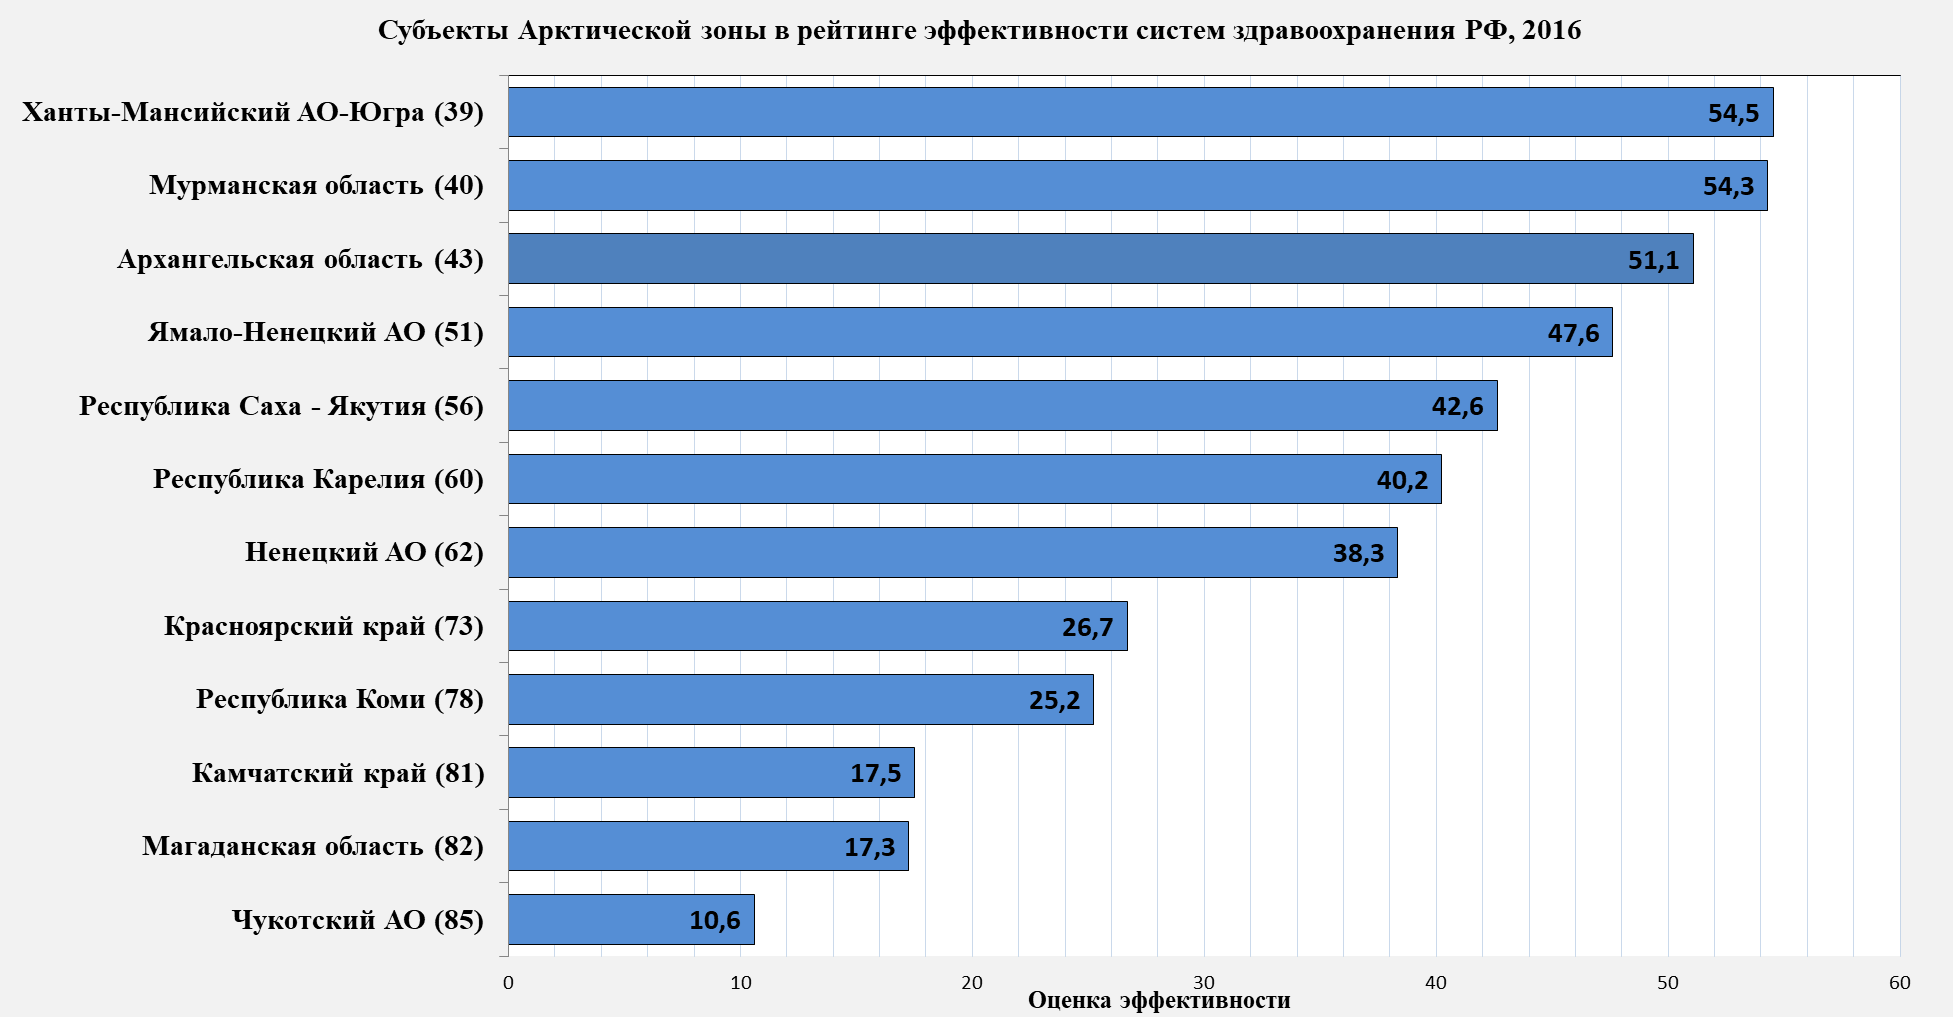 Субъекты Арктической зоны в рейтинге эффективности систем здравоохранения РФ, 2016
Ханты-Мансийский АО-Югра (39) 54,5
Мурманская область (40) 54,3
Архангельская область (43) 51,1
Ямало-Ненецкий АО (51) 47,6
Республика Саха - Якутия (56) 42,6
Республика Карелия (60) 40,2
Ненецкий АО (62) 38,3
Красноярский край (73) 26,7
Республика Коми (78) 25,2
Камчатский край (81) 17,5
Магаданская область (82) 17,3
Чукотский АО (85) 10,6
0 10 20 30 40 50 60
Оценка эффективности